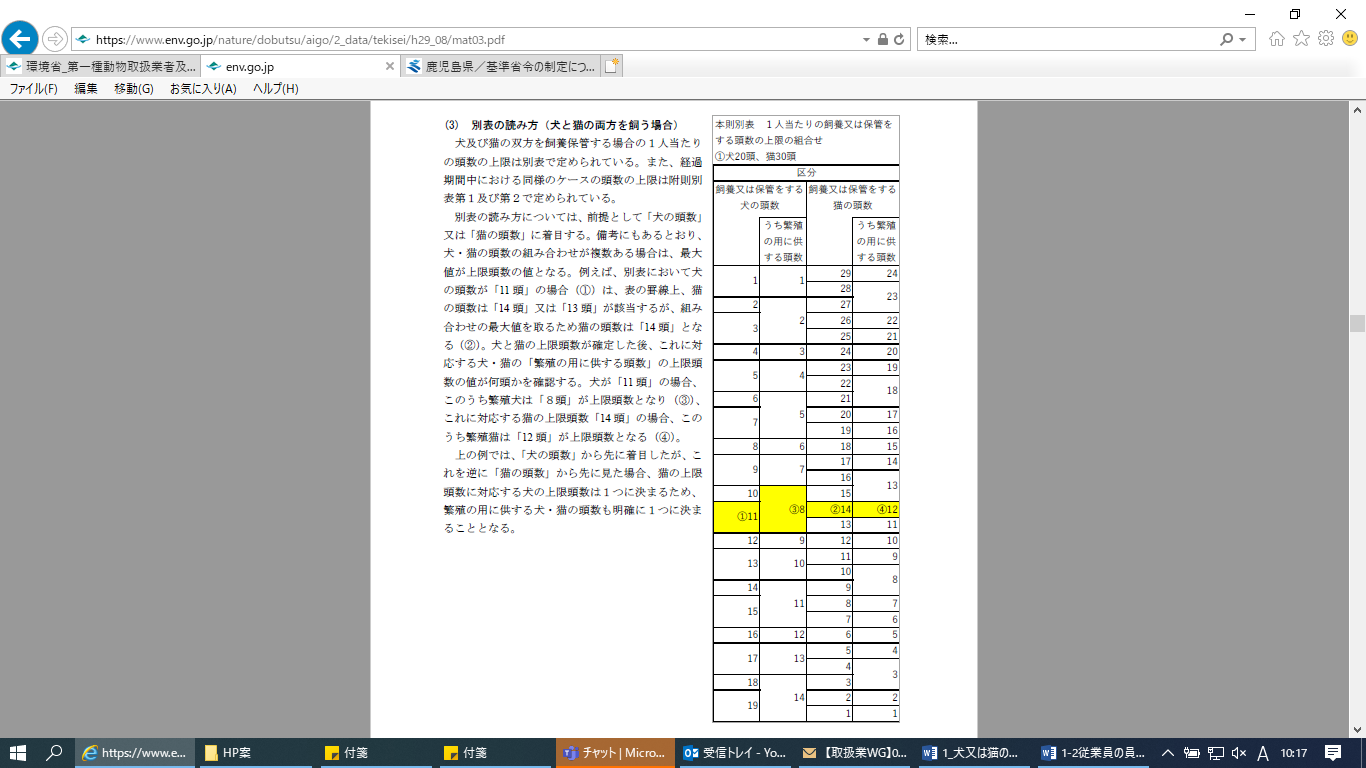 https://www.env.go.jp/nature/dobutsu/aigo/2_data/tekisei/h29_08/mat03.pdf
検索...
環境省_第一種動物取扱業者及...
env.go.jp
鹿児島県／基準省令の制定につ...
ファイル(F) 編集 移動(G) お気に入り(A) ヘルプ(H)
(3) 別表の読み方（犬と猫の両方を飼う場合）
犬及び猫の双方を飼養保管する場合の１人当たり
の頭数の上限は別表で定められている。また、経過
期間中における同様のケースの頭数の上限は附則別
表第１及び第２で定められている。
別表の読み方については、前提として「犬の頭数」
又は「猫の頭数」に着目する。備考にもあるとおり、
犬・猫の頭数の組み合わせが複数ある場合は、最大
値が上限頭数の値となる。例えば、別表において犬
の頭数が「11 頭」の場合（①）は、表の罫線上、猫
の頭数は「14 頭」又は「13 頭」が該当するが、組み
合わせの最大値を取るため猫の頭数は「14 頭」とな
る（②）。犬と猫の上限頭数が確定した後、これに対
応する犬・猫の「繁殖の用に供する頭数」の上限頭
数の値が何頭かを確認する。犬が「11 頭」の場合、
このうち繁殖犬は「８頭」が上限頭数となり（③）、
これに対応する猫の上限頭数「14 頭」の場合、この
うち繁殖猫は「12 頭」が上限頭数となる（④）。
上の例では、「犬の頭数」から先に着目したが、こ
れを逆に「猫の頭数」から先に見た場合、猫の上限
頭数に対応する犬の上限頭数は１つに決まるため、
繁殖の用に供する犬・猫の頭数も明確に１つに決ま
ることとなる。
本則別表 １人当たりの飼養又は保管を
する頭数の上限の組合せ
①犬20頭、猫30頭
区分
飼養又は保管をする 飼養又は保管をする
犬の頭数 猫の頭数
うち繁殖 うち繁殖
の用に供 の用に供
する頭数 する頭数
29 24
1 1
28
23
2 27
2 26 22
3
25 21
4 3 24 20
23 19
5 4
22
18
6 21
5 20 17
7
19 16
8 6 18 15
17 14
9 7
16
13
10 15
①11 ③8 ②14 ④12
13 11
12 9 12 10
11 9
13 10
10
8
14 9
11 8 7
15
7 6
16 12 6 5
5 4
17 13
4
3
18 3
14 2 2
19
1 1
https://www.e...
HP案
付箋
付箋
チャット | Micro...
受信トレイ - Yo...
【取扱業WG】0...
1_犬又は猫の...
1-2従業員の員...
A
10:17